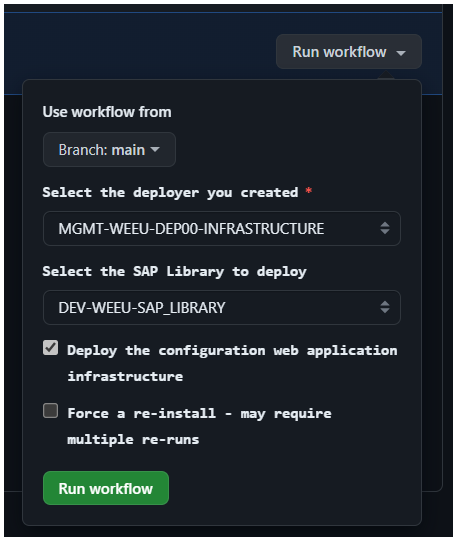 Run workflow
Use workflow from
Branch: main
Select the deployer you created *
MGMT-WEEU-DEP00-INFRASTRUCTURE
Select the SAP Library to deploy
DEV-WEEU-SAP_LIBRARY
Deploy the configuration web application
infrastructure
Force a re-install - may require
multiple re-runs
Run workflow